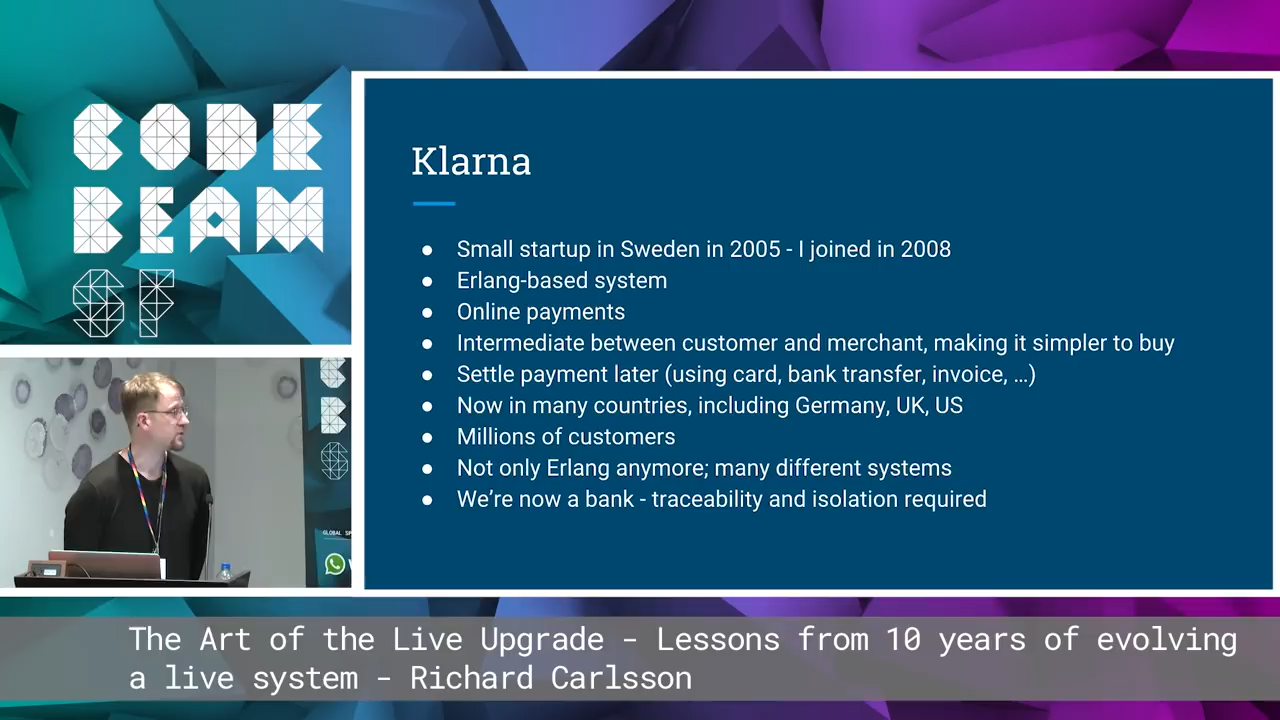 CODE
BEAM
SF
Klarna
● Small startup in Sweden in 2005 - I joined in 2008
● Erlang-based system
● Online payments
● Intermediate between customer and merchant, making it simpler to buy
● Settle payment later (using card, bank transfer, invoice, …)
● Now in many countries, including Germany, UK, US
● Millions of customers
● Not only Erlang anymore; many different systems
● We’re now a bank - traceability and isolation required
GLOBAL
The Art of the Live Upgrade - Lessons from 10 years of evolving
a live system - Richard Carlsson